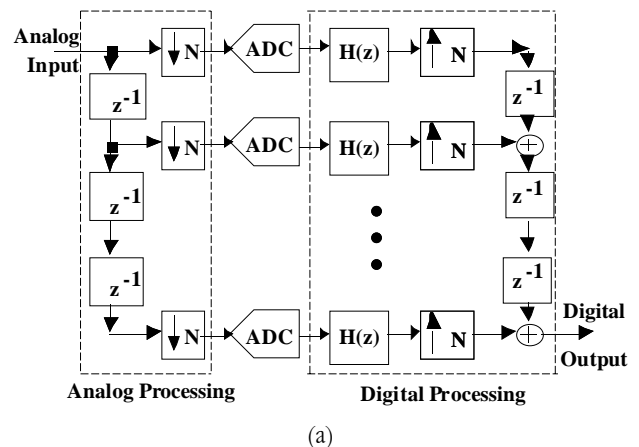 Analog
Input
N ADC H(z) N
z-1
z-1
N ADC H(z) N
+
z-1
z-1
z-1
z-1
N ADC H(z) N
+
Digital
Output
Analog Processing
Digital Processing
(a)